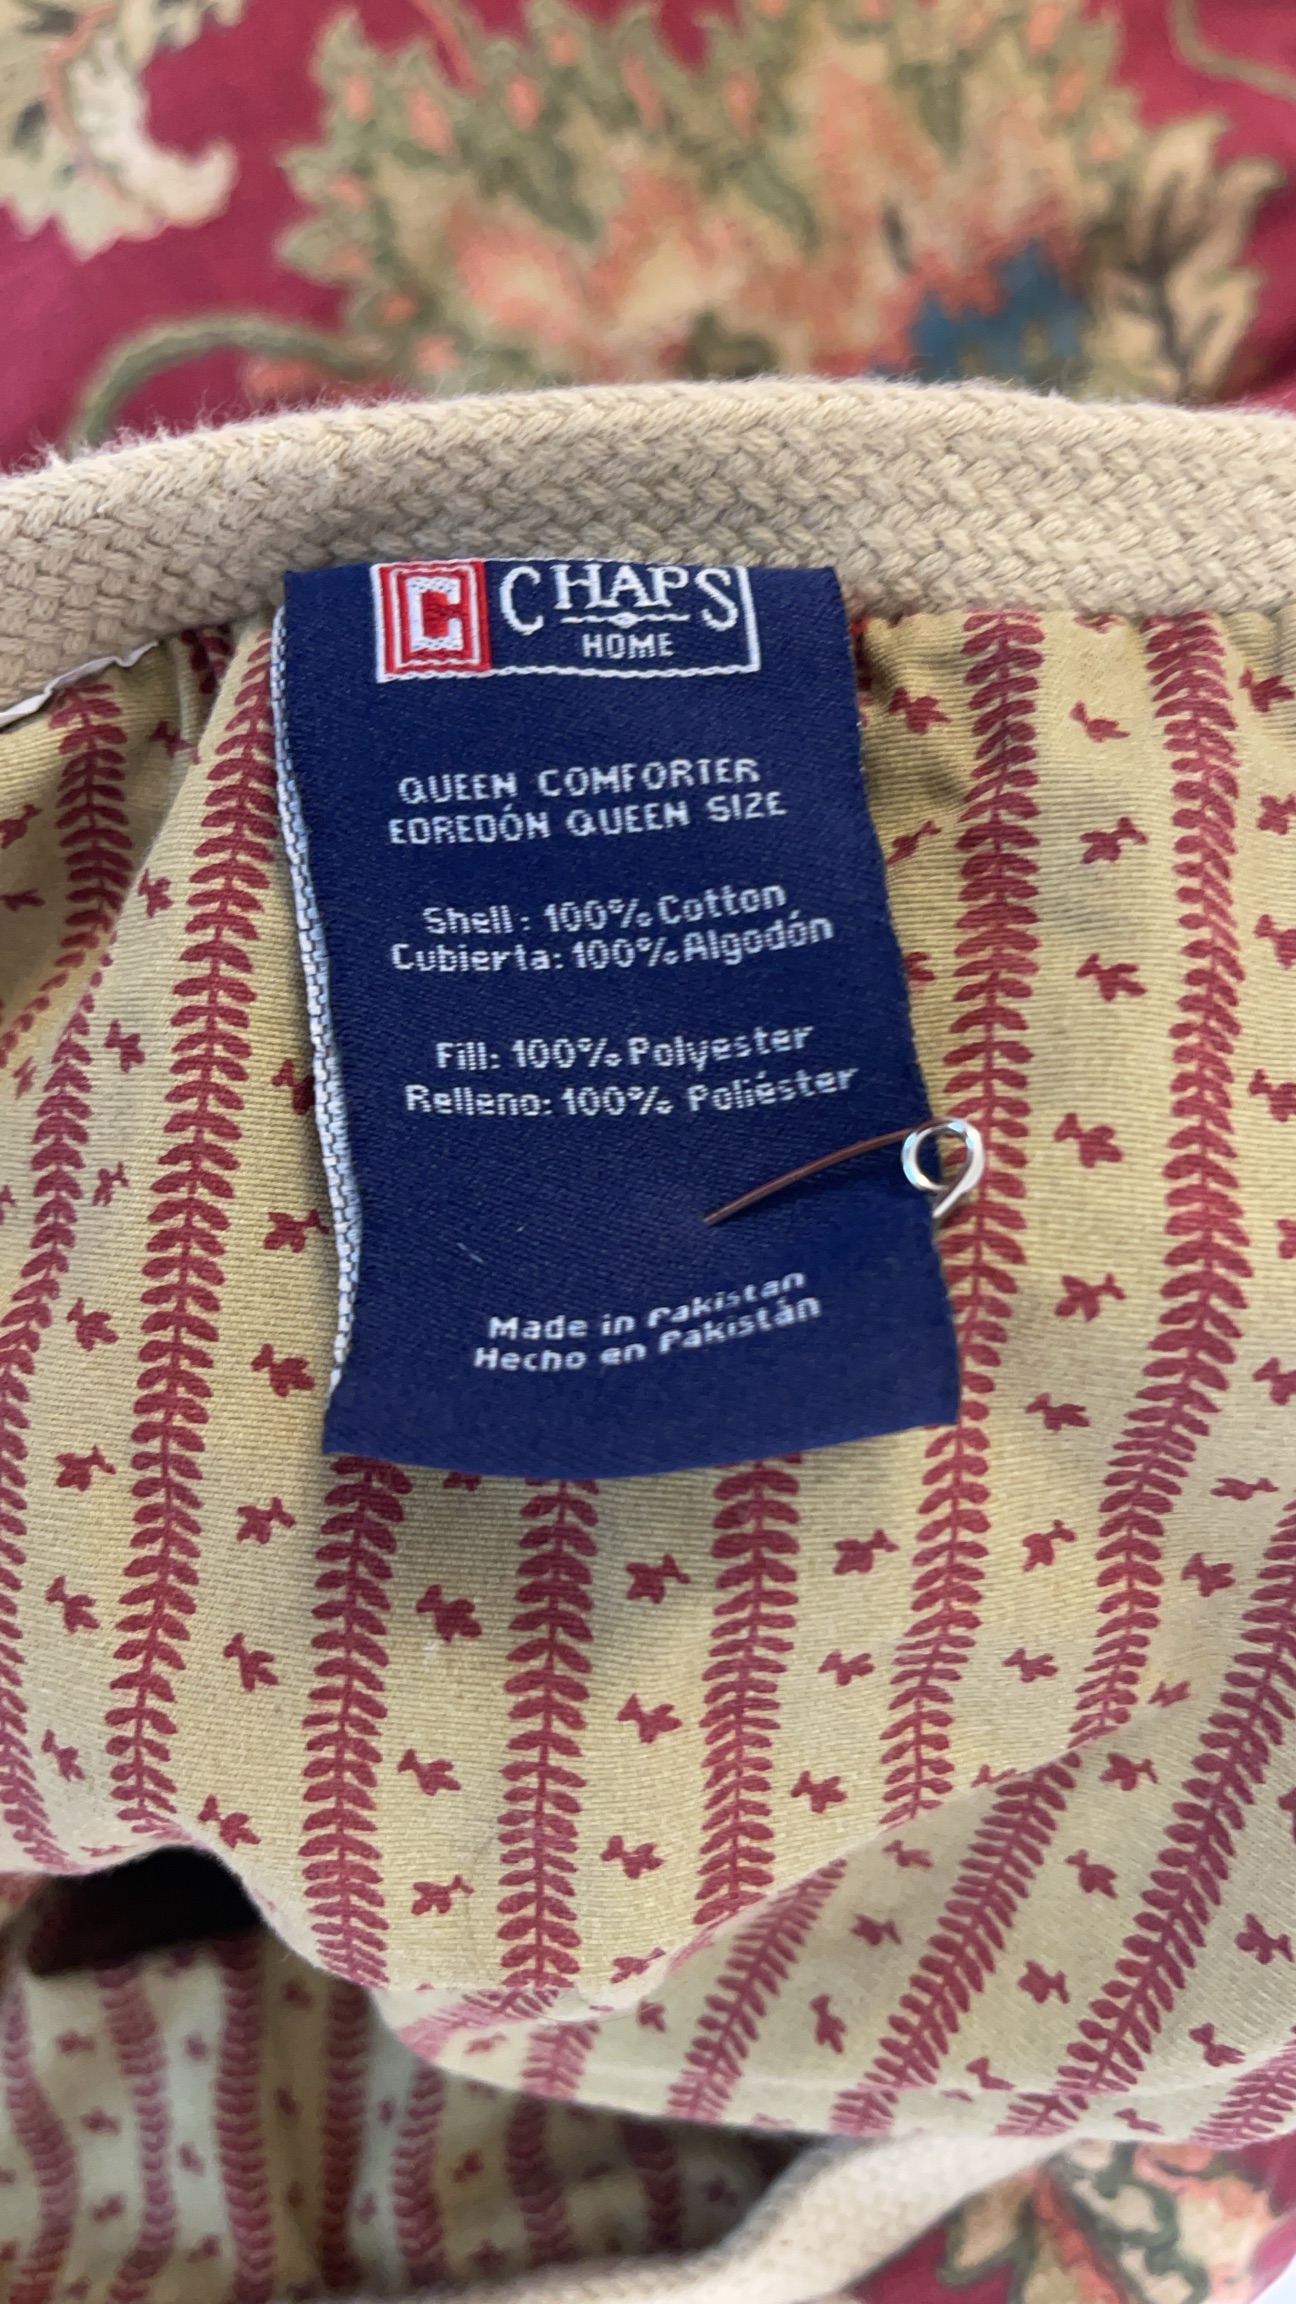 C CHAPS
HOME
QUEEN COMFORTER
EDREDÓN QUEEN SIZE
Shell: 100% Cotton
Cubierta: 100% Algodón
Fill: 100% Polyester
Relleno: 100% Poliéster
Made in Pakistan
Hecho en Pakistán